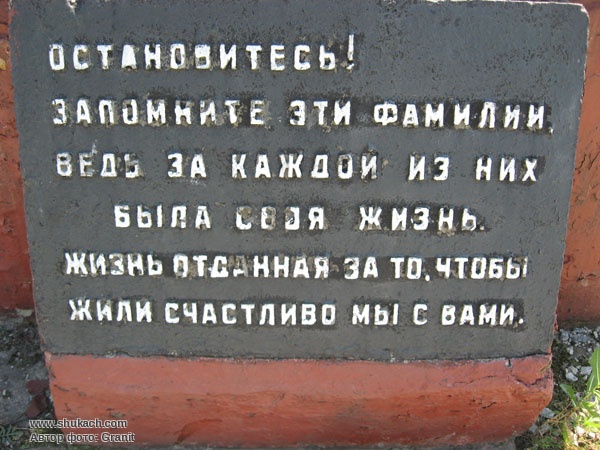 ОСТАНОВИТЕСЬ!
ЗАПОМНИТЕ ЭТИ ФАМИЛИИ,
ВЕДЬ ЗА КАЖДОЙ ИЗ НИХ
БЫЛА СВОЯ ЖИЗНЬ.
ЖИЗНЬ ОТДАННАЯ ЗА ТО, ЧТОБЫ
ЖИЛИ СЧАСТЛИВО МЫ С ВАМИ.
www.shukach.com
Автор фото: Granit